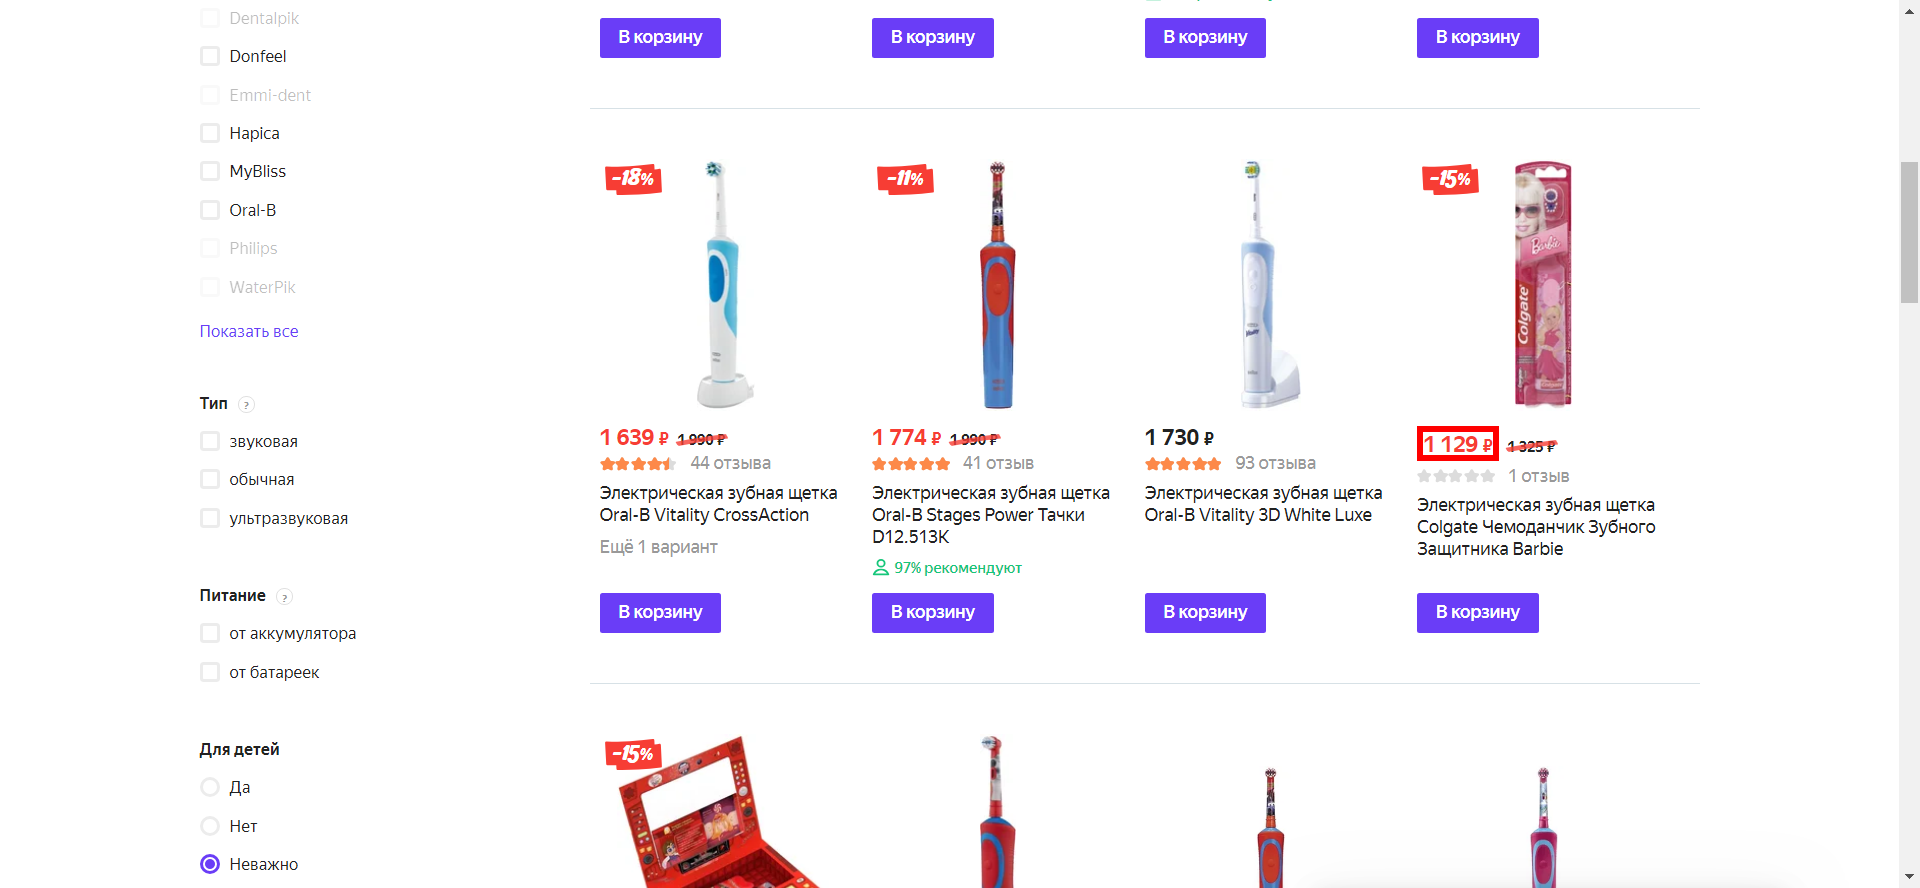 Dentalpik
Donfeel
Emmi-dent
Hapica
MyBliss
Oral-B
Philips
WaterPik
Показать все
Тип ?
звуковая
обычная
ультразвуковая
Питание ?
от аккумулятора
от батареек
Для детей
Да
Нет
Неважно
В корзину
В корзину
В корзину
В корзину
-18%
1 639 ₽ 1 990 ₽
44 отзыва
Электрическая зубная щетка
Oral-B Vitality CrossAction
Ещё 1 вариант
В корзину
-11%
1 774 ₽ 1 990 ₽
41 отзыв
Электрическая зубная щетка
Oral-B Stages Power Тачки
D12.513K
97% рекомендуют
В корзину
1 730 ₽
93 отзыва
Электрическая зубная щетка
Oral-B Vitality 3D White Luxe
В корзину
-15%
Barbie
Colgate
1 129 ₽ 1 325 ₽
1 отзыв
Электрическая зубная щетка
Colgate Чемоданчик Зубного
Защитника Barbie
В корзину
-15%